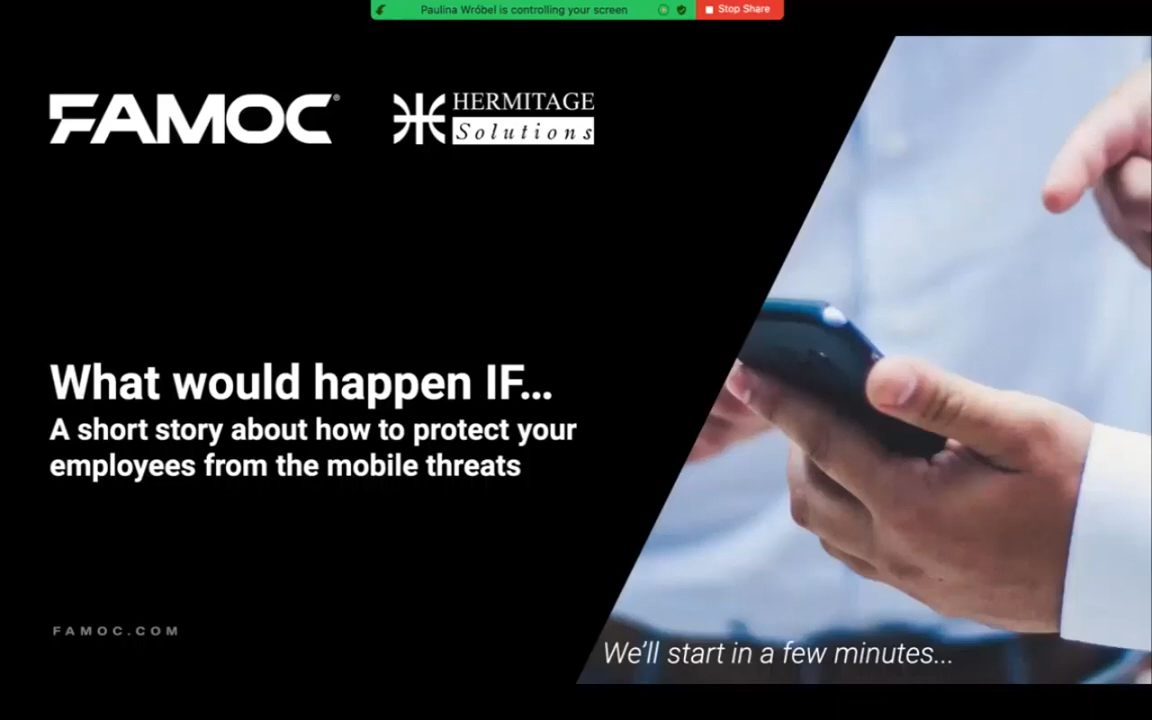 Paulina Wróbel is controlling your screen
Stop Share
FAMOC®
HERMITAGE
Solutions
What would happen IF...
A short story about how to protect your
employees from the mobile threats
FAMOC.COM
We'll start in a few minutes...